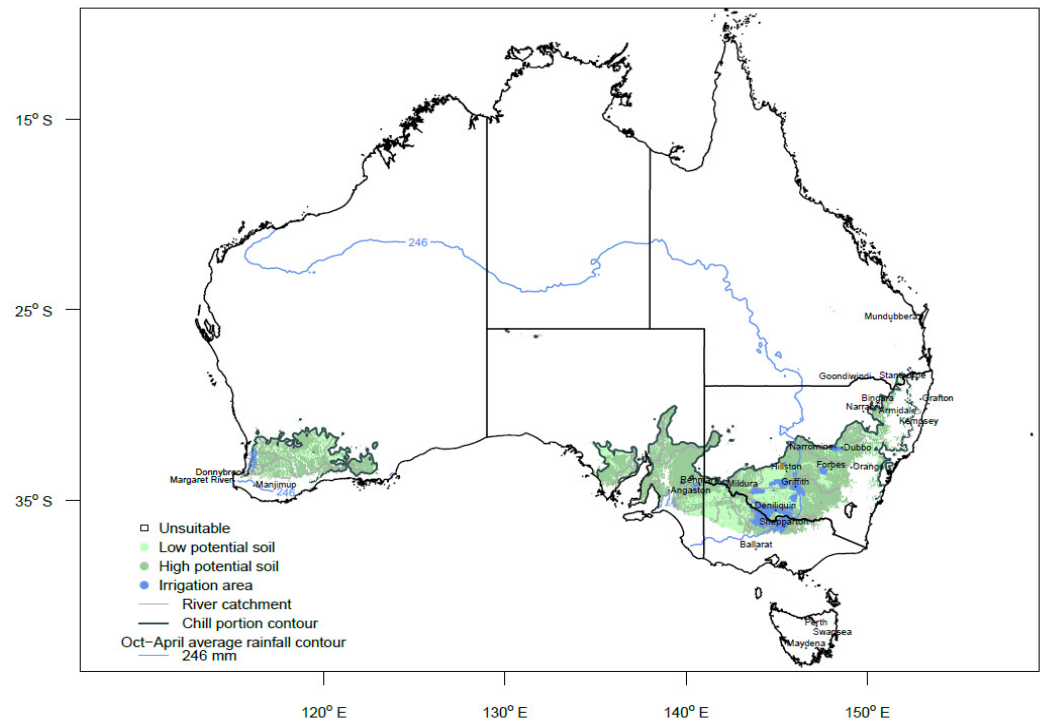 15° S
25° S
35° S
120° E
130° E
140° E
150° E
246
Mundubbera
Goondiwindi
Stanthorpe
Bingara
Grafton
Narrabri
Armidale
Kempsey
Narromine
Dubbo
Hillston
Forbes
Orange
Renmark
Mildura
Griffith
Angaston
Deniliquin
Shepparton
Ballarat
Donnybrook
Margaret River
Manjimup
246
Perth
Swansea
Maydena
Unsuitable
Low potential soil
High potential soil
Irrigation area
River catchment
Chill portion contour
Oct-April average rainfall contour
246 mm